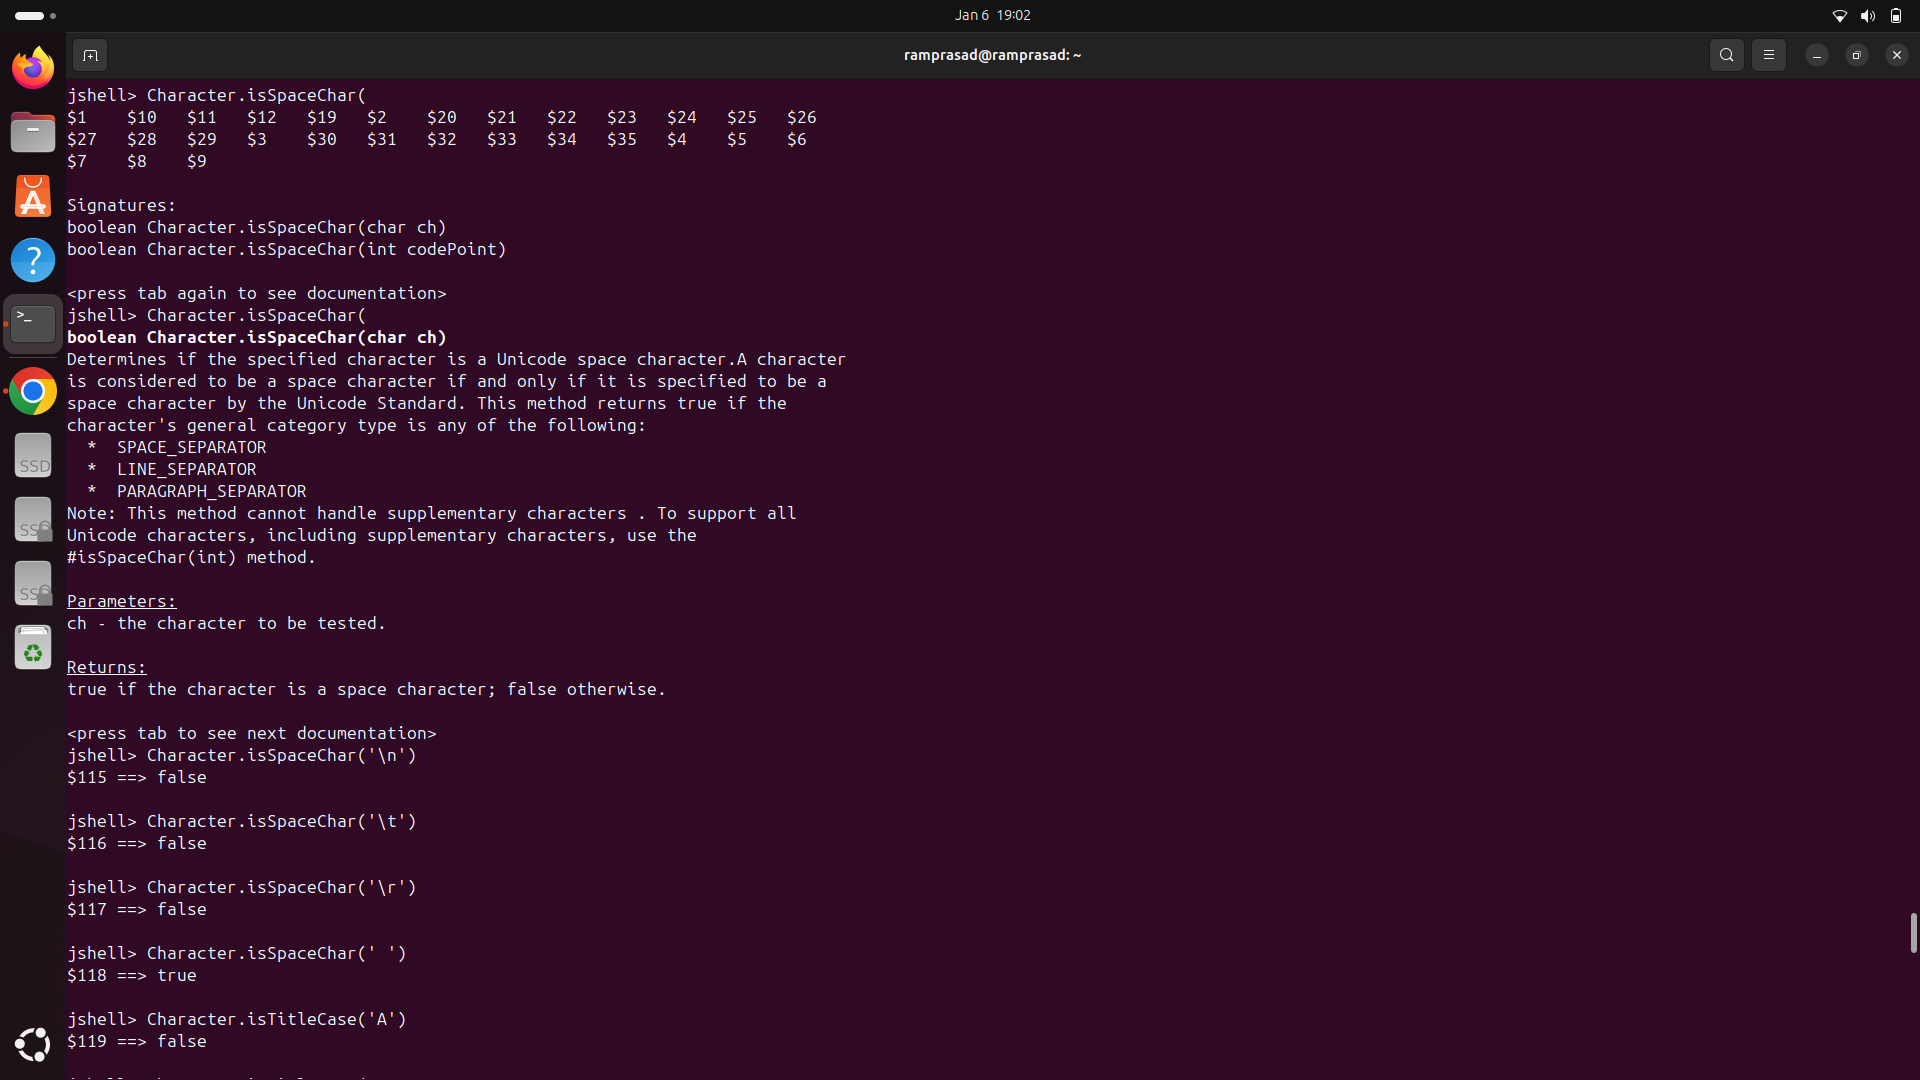 Jan 6 19:02
ramprasad@ramprasad: ~
jshell> Character.isSpaceChar(
$1 $10 $11 $12 $19 $2 $20 $21 $22 $23 $24 $25 $26
$27 $28 $29 $3 $30 $31 $32 $33 $34 $35 $4 $5 $6
$7 $8 $9
Signatures:
boolean Character.isSpaceChar(char ch)
boolean Character.isSpaceChar(int codePoint)
<press tab again to see documentation>
jshell> Character.isSpaceChar(
boolean Character.isSpaceChar(char ch)
Determines if the specified character is a Unicode space character.A character
is considered to be a space character if and only if it is specified to be a
space character by the Unicode Standard. This method returns true if the
character's general category type is any of the following:
* SPACE_SEPARATOR
* LINE_SEPARATOR
* PARAGRAPH_SEPARATOR
Note: This method cannot handle supplementary characters . To support all
Unicode characters, including supplementary characters, use the
#isSpaceChar(int) method.
Parameters:
ch - the character to be tested.
Returns:
true if the character is a space character; false otherwise.
<press tab to see next documentation>
jshell> Character.isSpaceChar('\n')
$115 ==> false
jshell> Character.isSpaceChar('\t')
$116 ==> false
jshell> Character.isSpaceChar('\r')
$117 ==> false
jshell> Character.isSpaceChar(' ')
$118 ==> true
jshell> Character.isTitleCase('A')
$119 ==> false
SSD
SSD
SSD